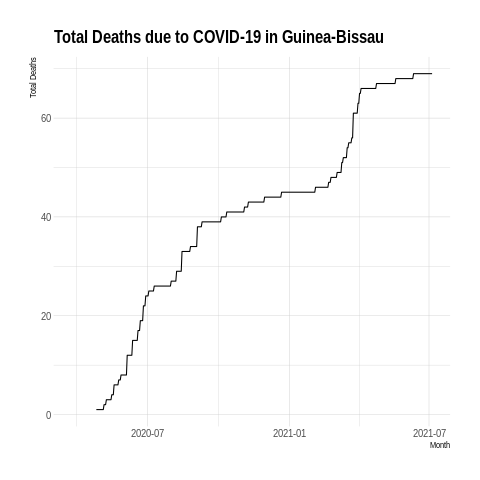 Total Deaths due to COVID-19 in Guinea-Bissau
Total Deaths
60
40
20
0
2020-07
2021-01
2021-07
Month